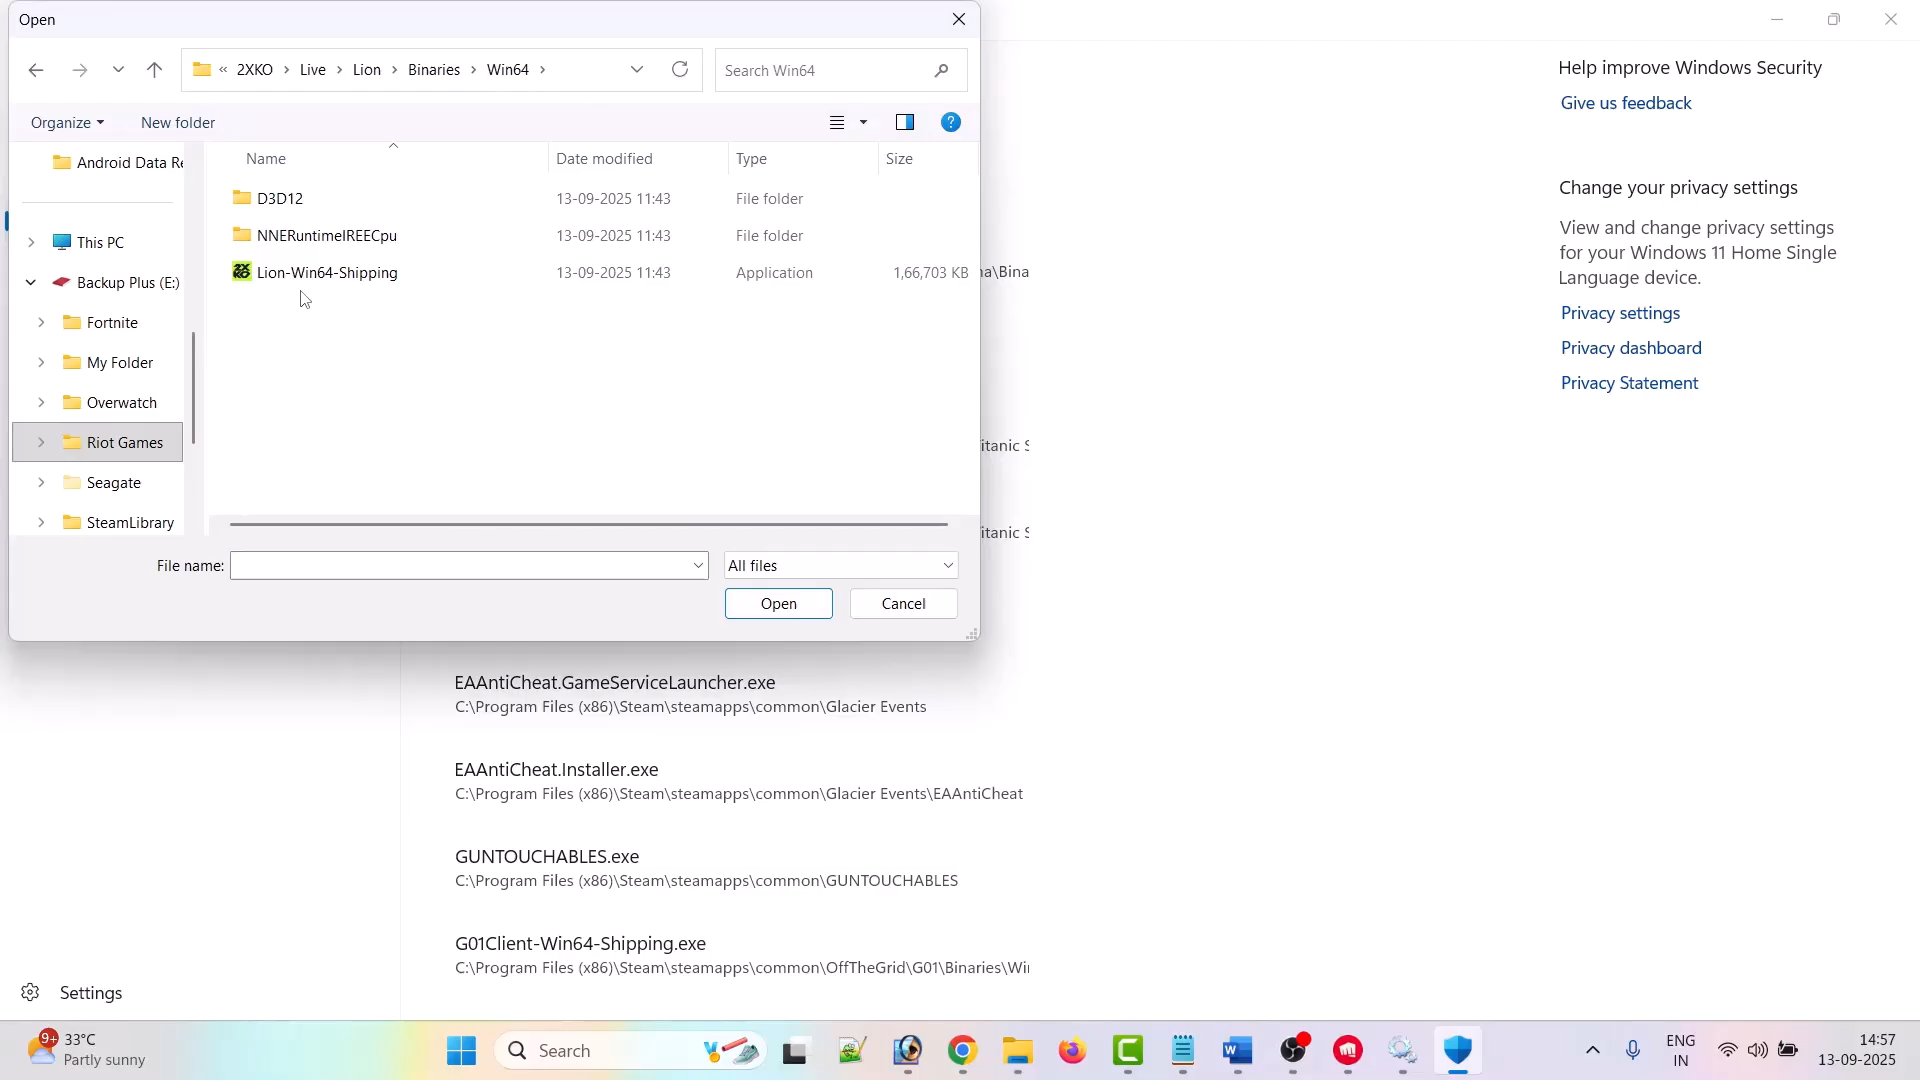 Open
« 2XKO › Live › Lion › Binaries › Win64 ›
Search Win64
Organize
New folder
?
Name
Date modified
Type
Size
Android Data Re
D3D12
13-09-2025 11:43
File folder
NNERuntimeIREECpu
13-09-2025 11:43
File folder
Lion-Win64-Shipping
13-09-2025 11:43
Application
1,66,703 KB
This PC
Backup Plus (E:)
Fortnite
My Folder
Overwatch
Riot Games
Seagate
SteamLibrary
File name:
All files
Open
Cancel
na\Bina
itanic S
itanic S
EAAntiCheat.GameServiceLauncher.exe
C:\Program Files (x86)\Steam\steamapps\common\Glacier Events
EAAntiCheat.Installer.exe
C:\Program Files (x86)\Steam\steamapps\common\Glacier Events\EAAntiCheat
GUNTOUCHABLES.exe
C:\Program Files (x86)\Steam\steamapps\common\GUNTOUCHABLES
G01Client-Win64-Shipping.exe
C:\Program Files (x86)\Steam\steamapps\common\OffTheGrid\G01\Binaries\Wi
Help improve Windows Security
Give us feedback
Change your privacy settings
View and change privacy settings
for your Windows 11 Home Single
Language device.
Privacy settings
Privacy dashboard
Privacy Statement
Settings
9+
33°C
Partly sunny
Search
ENG
IN
14:57
13-09-2025